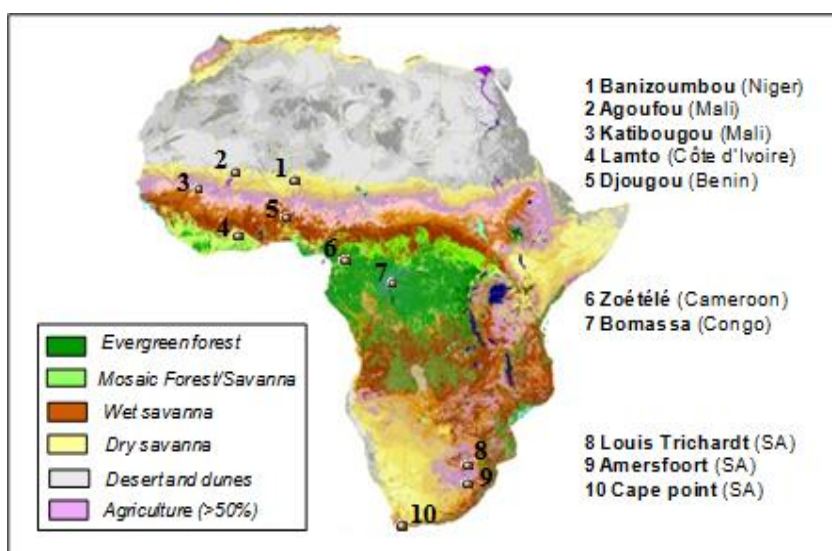 1 Banizoumbou (Niger)
2 Agoufou (Mali)
3 Katibougou (Mali)
4 Lamto (Côte d'Ivoire)
5 Djougou (Benin)
6 Zoétélé (Cameroon)
7 Bomassa (Congo)
8 Louis Trichardt (SA)
9 Amersfoort (SA)
10 Cape point (SA)
2
1
3
5
4
6
7
8
9
10
Evergreen forest
Mosaic Forest/Savanna
Wet savanna
Dry savanna
Desert and dunes
Agriculture (>50%)